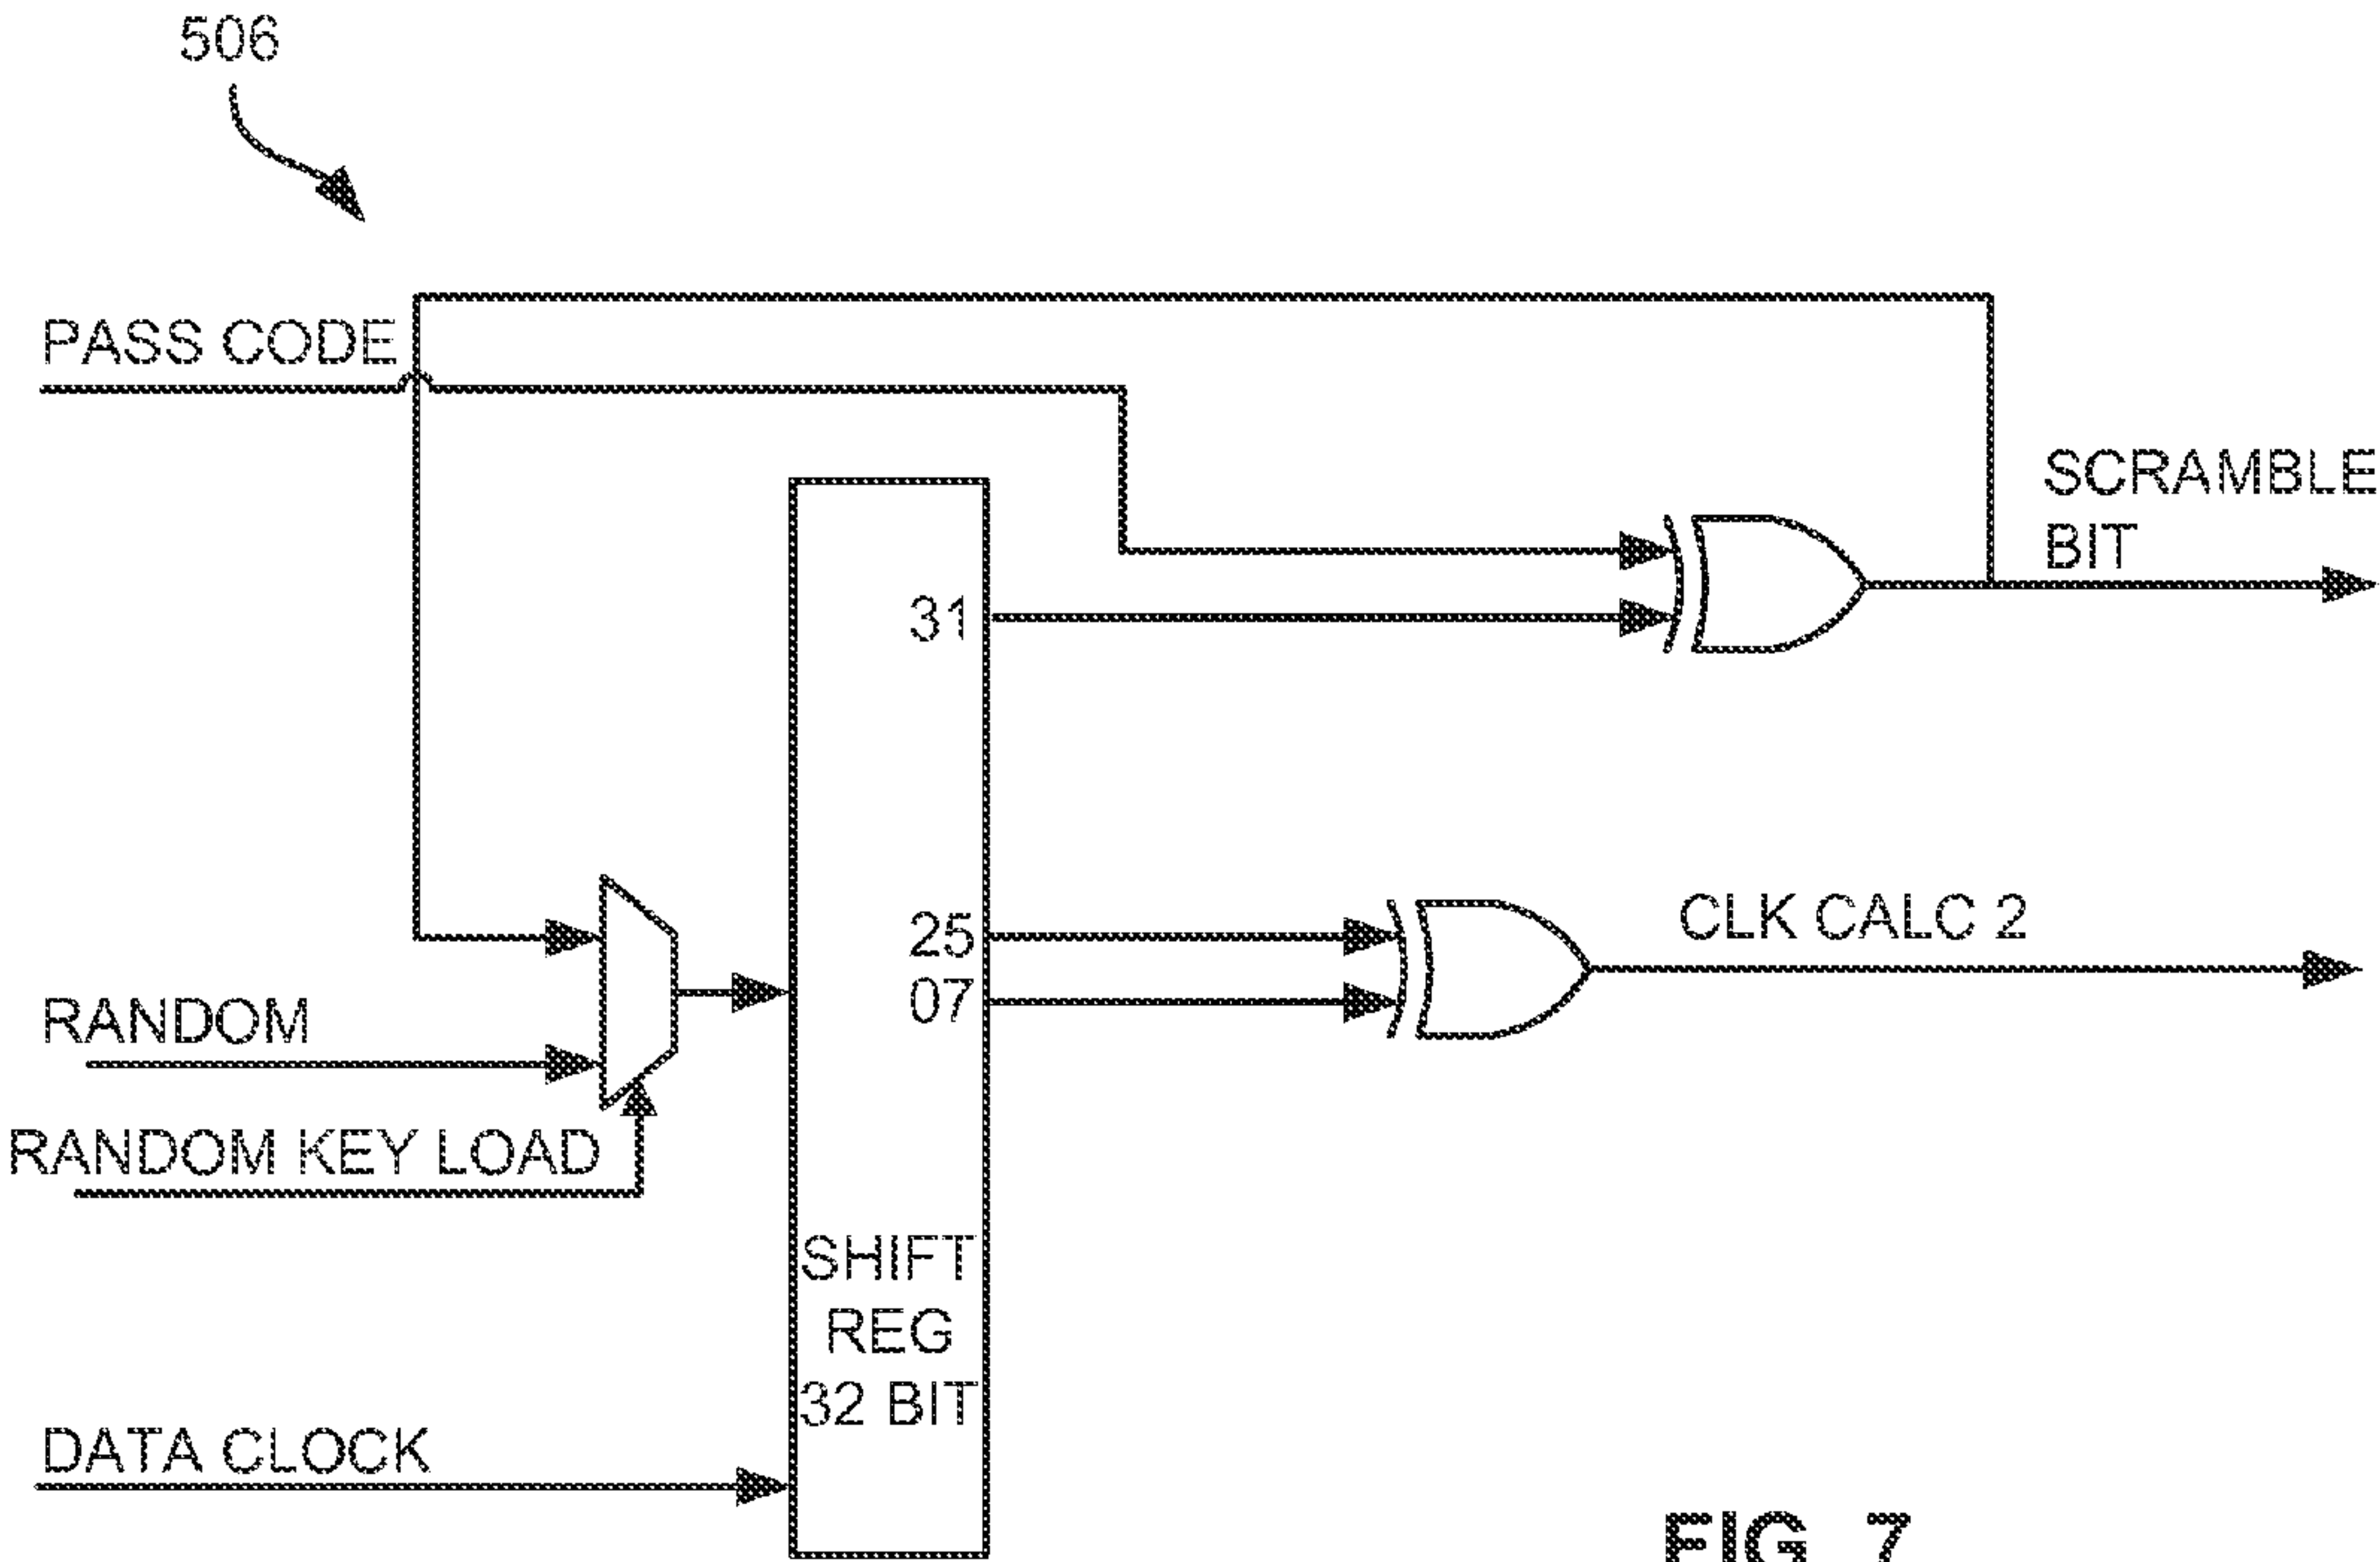 506
PASS CODE
SCRAMBLE
BIT
31
25
CLK CALC 2
07
RANDOM
RANDOM KEY LOAD
SHIFT
REG
32 BIT
DATA CLOCK
FIG. 7